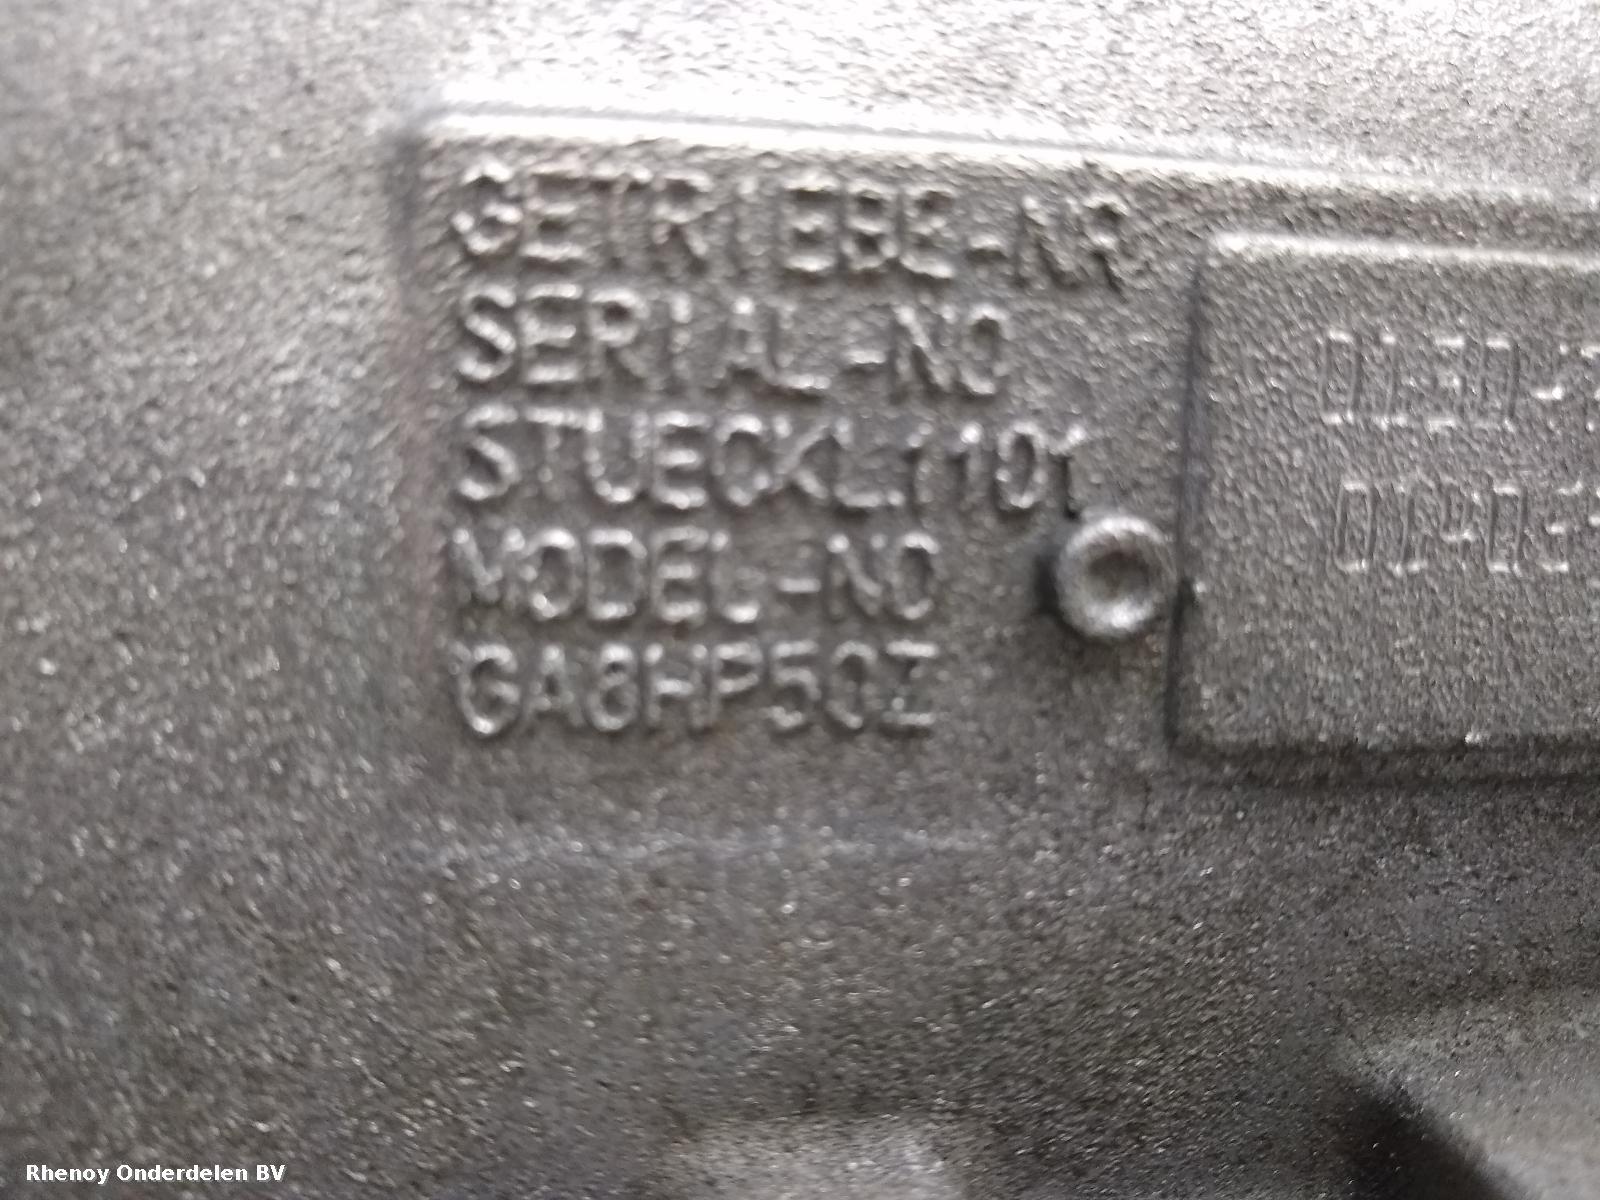 GETRIEBE-NR
SERIAL-NO
STUECKL.1101
MODEL-NO
GA8HP50Z
Rhenoy Onderdelen BV